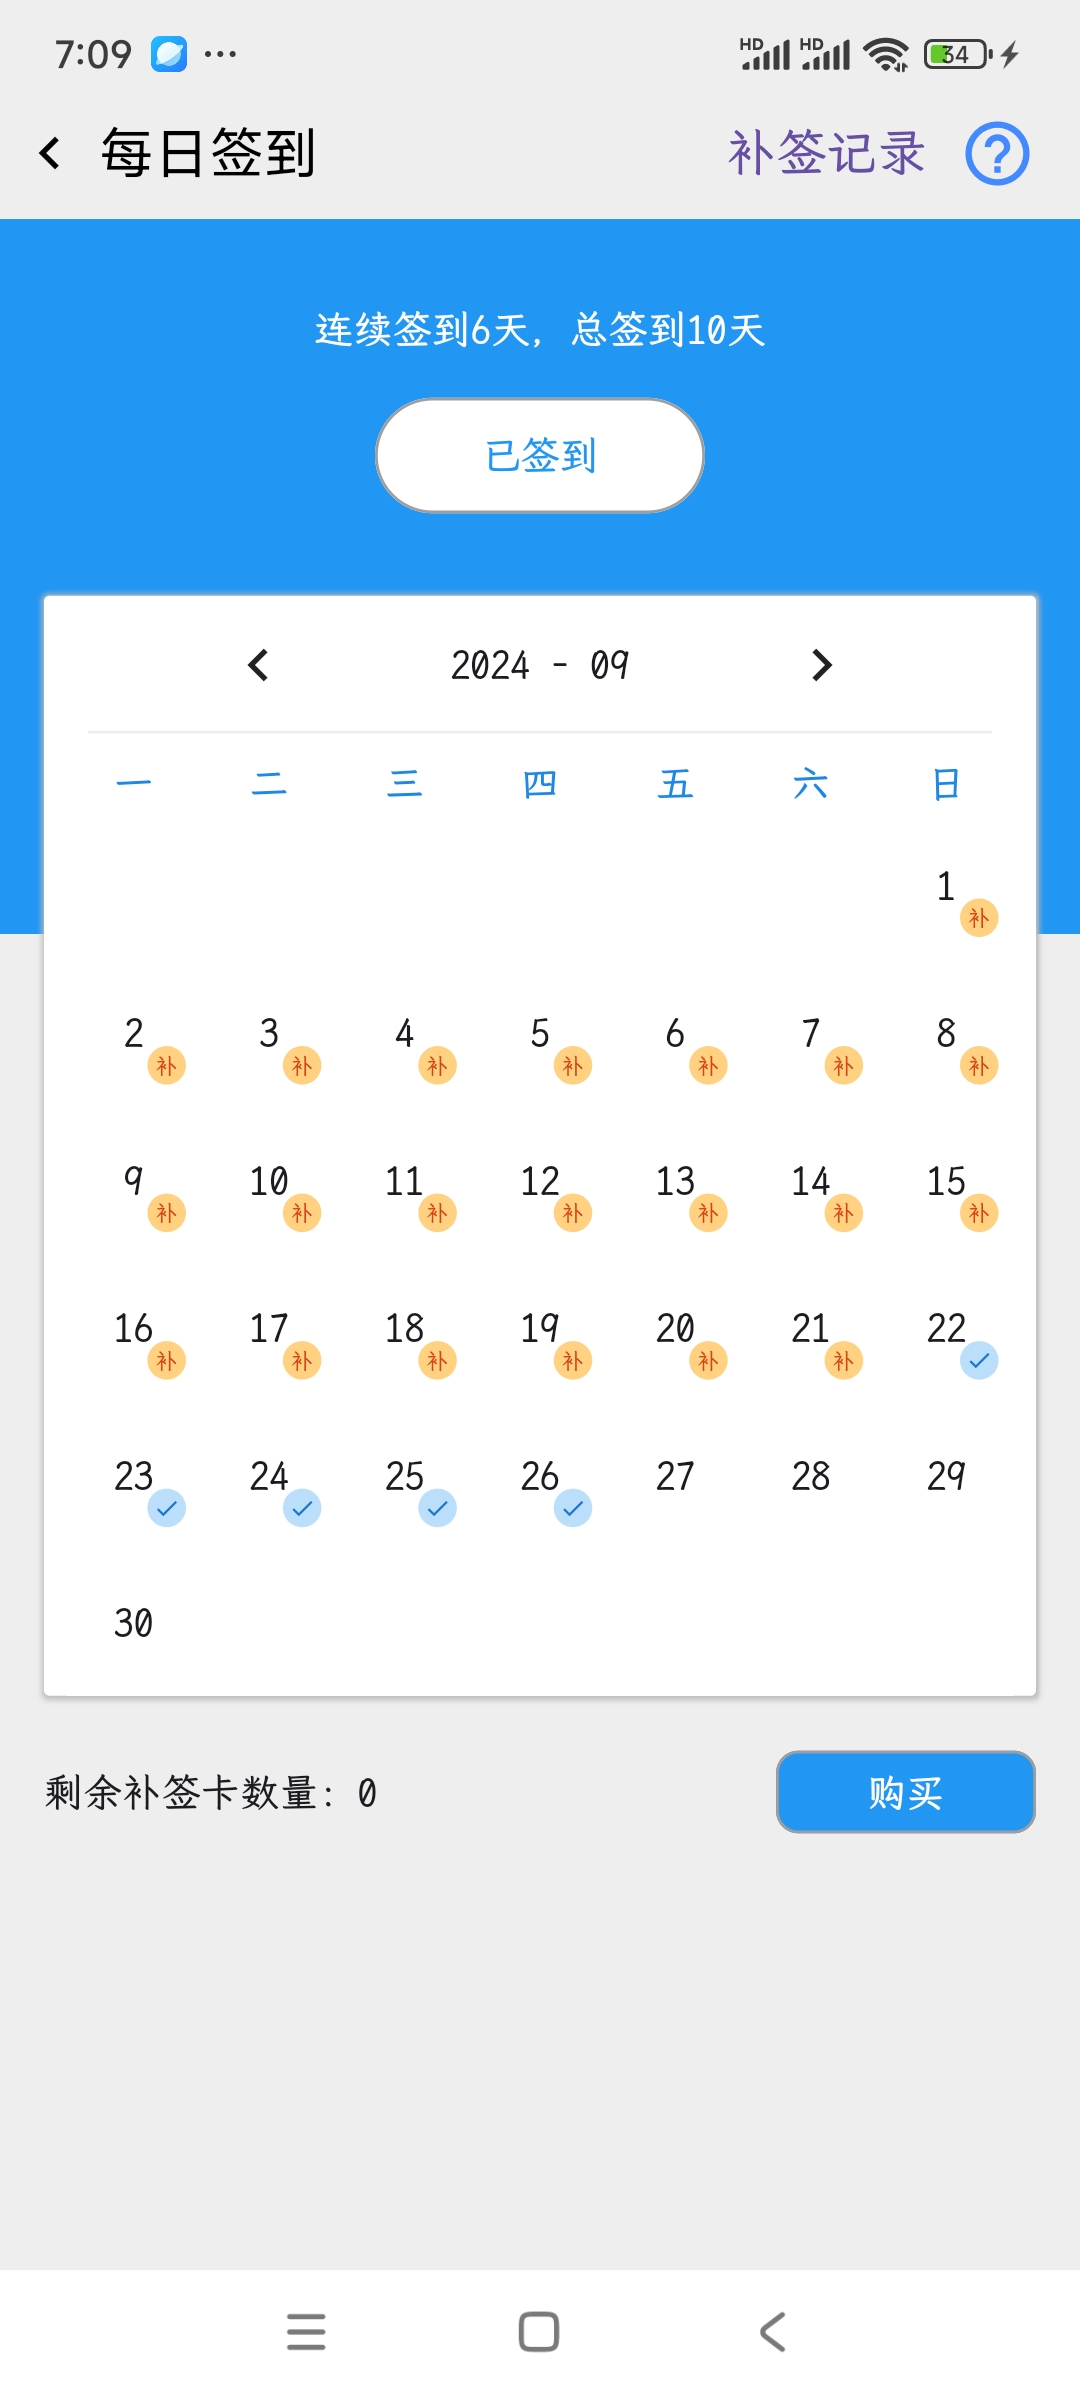 7:09 ... HD HD 34
每日签到 补签记录 ?
连续签到6天，总签到10天
已签到
2024 - 09
一 二 三 四 五 六 日
1
补
2 3 4 5 6 7 8
补 补 补 补 补 补 补
9 10 11 12 13 14 15
补 补 补 补 补 补 补
16 17 18 19 20 21 22
补 补 补 补 补 补
23 24 25 26 27 28 29
30
剩余补签卡数量：0 购买